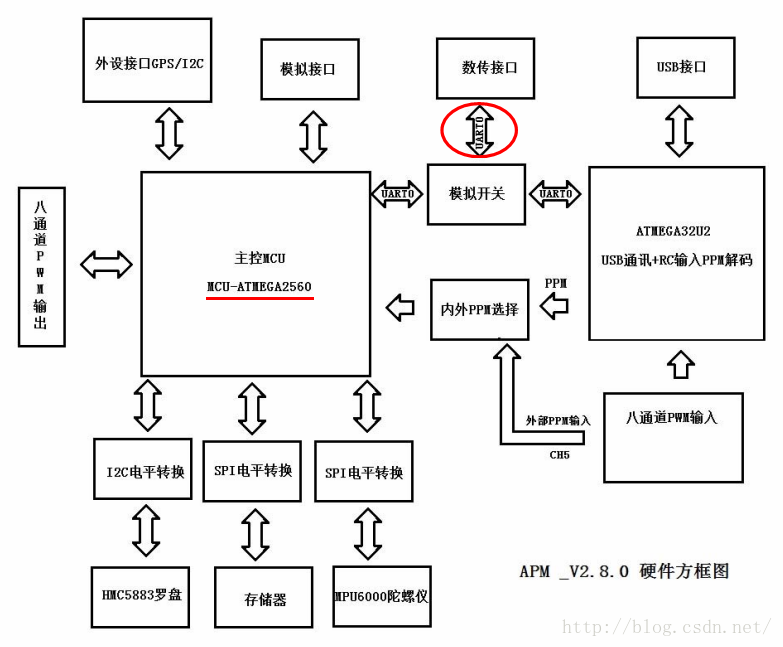 外设接口GPS/I2C
模拟接口
数传接口
USB接口
UART0
八通道PWM输出
主控MCU
MCU-ATMEGA2560
UART0
模拟开关
UART0
ATMEGA32U2
USB通讯+RC输入PPM解码
内外PPM选择
PPM
外部PPM输入
CH5
八通道PWM输入
I2C电平转换
SPI电平转换
SPI电平转换
HMC5883罗盘
存储器
MPU6000陀螺仪
APM _V2.8.0 硬件方框图
http://blog.csdn.net/